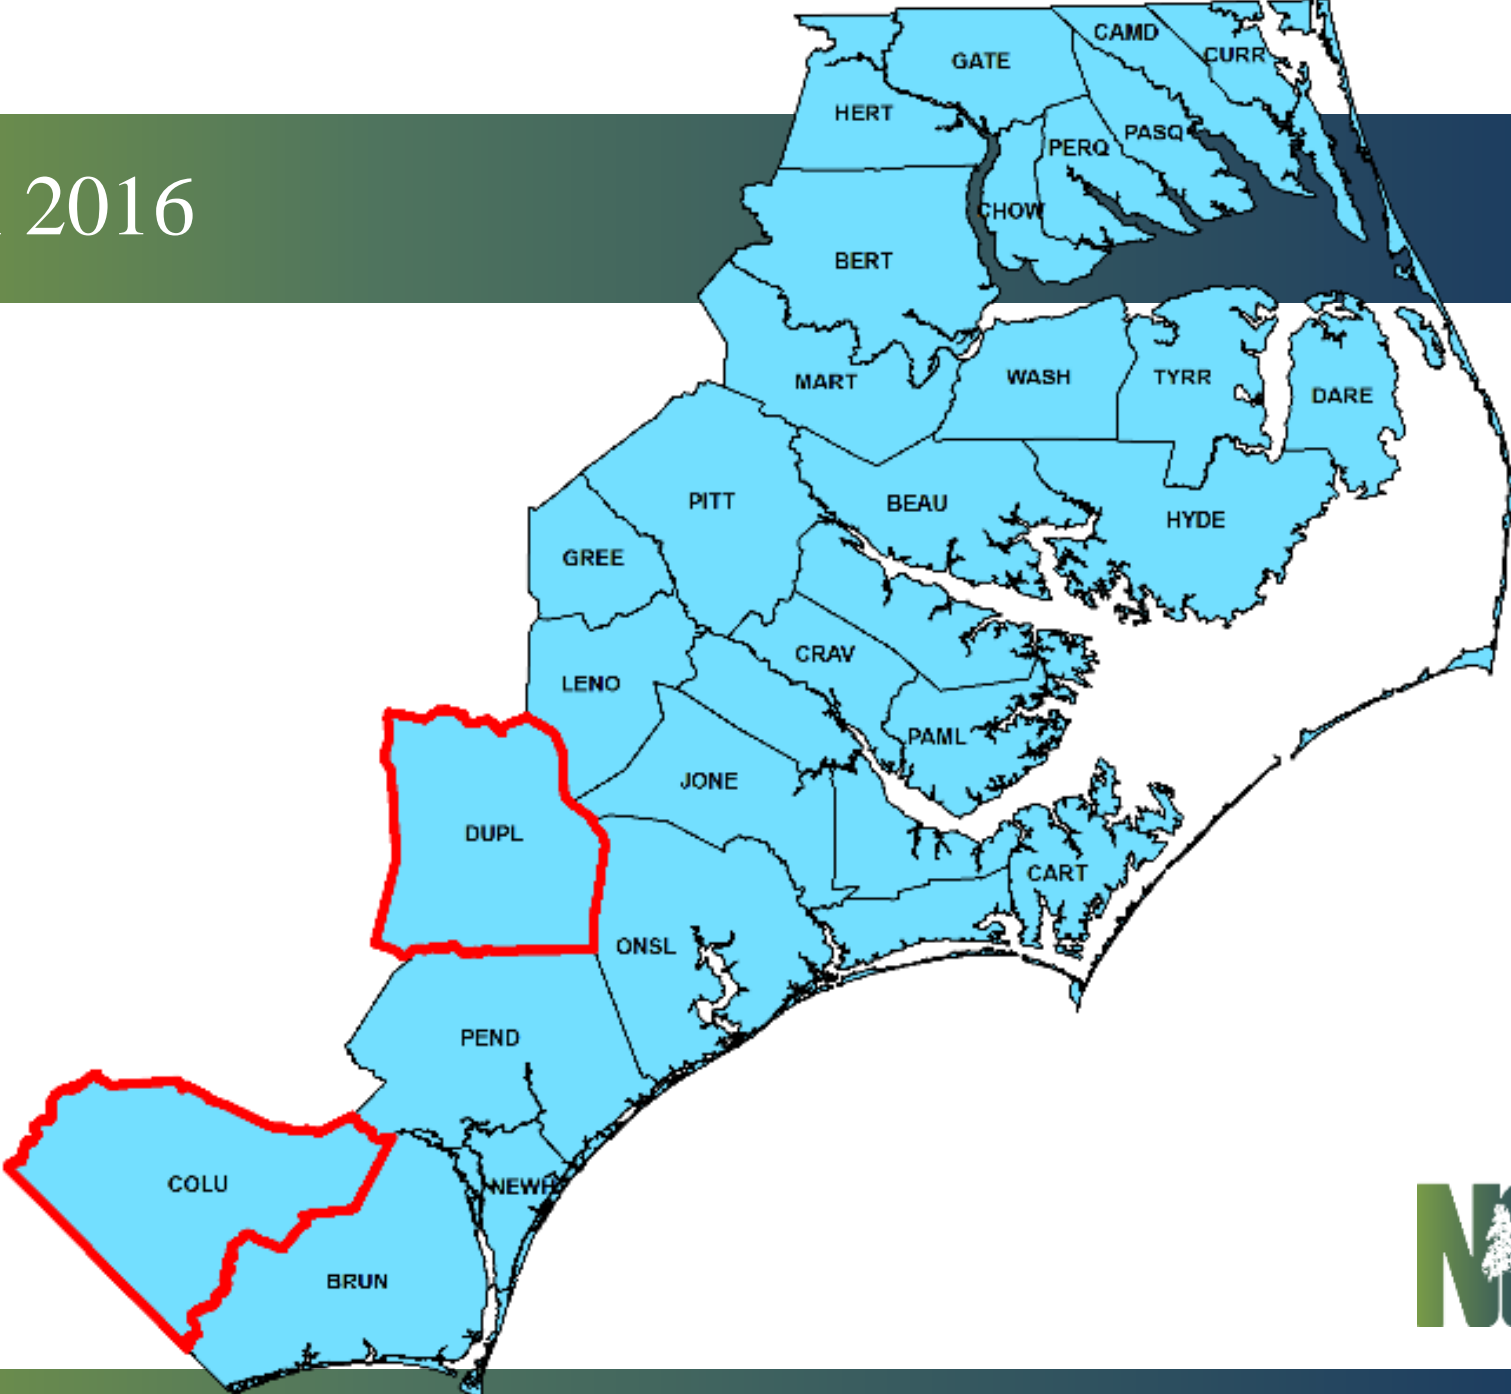 CAMD
GATE
CURR
HERT
PASQ
PERQ
2016
CHOW
BERT
MART
WASH
TYRR
DARE
PITT
BEAU
HYDE
GREE
CRAV
LENO
PAML
JONE
DUPL
CART
ONSL
PEND
COLU
NEWH
BRUN